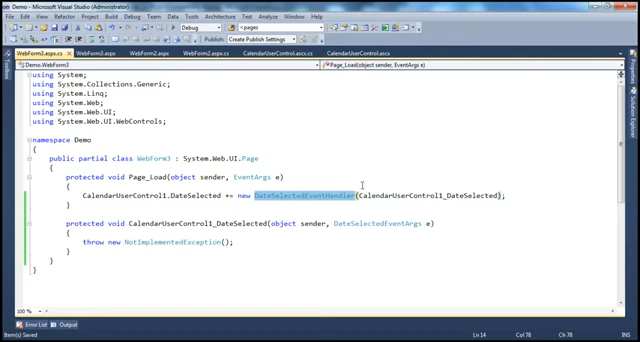 Demo - Microsoft Visual Studio (Administrator)
File Edit View Refactor Project Build Debug Team Data Tools Architecture Test Analyze Window Help
Debug <pages
Create Publish Settings
WebForm3.aspx.cs WebForm3.aspx WebForm2.aspx WebForm2.aspx.cs CalendarUserControl.ascx.cs CalendarUserControl.ascx
Demo.WebForm3 Page_Load(object sender, EventArgs e)
using System;
using System.Collections.Generic;
using System.Linq;
using System.Web;
using System.Web.UI;
using System.Web.UI.WebControls;
namespace Demo
{
public partial class WebForm3 : System.Web.UI.Page
{
protected void Page_Load(object sender, EventArgs e)
{
CalendarUserControl1.DateSelected += new DateSelectedEventHandler(CalendarUserControl1_DateSelected);
}
protected void CalendarUserControl1_DateSelected(object sender, DateSelectedEventArgs e)
{
throw new NotImplementedException();
}
}
}
100 %
Error List Output
Item(s) Saved Ln 14 Col 78 Ch 78 INS
Toolbox
Properties
Solution Explorer